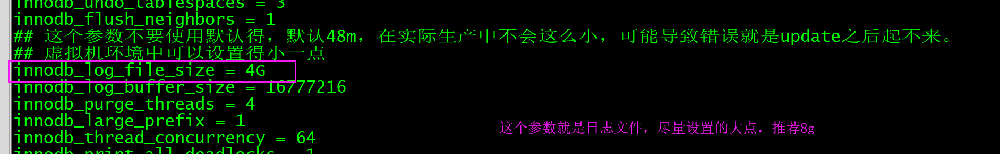 innodb_undo_tablespaces = 3
innodb_flush_neighbors = 1
## 这个参数不要使用默认得，默认48m，在实际生产中不会这么小，可能导致错误就是update之后起不来。
## 虚拟机环境中可以设置得小一点
innodb_log_file_size = 4G
innodb_log_buffer_size = 16777216
innodb_purge_threads = 4
innodb_large_prefix = 1
这个参数就是日志文件，尽量设置的大点，推荐8g
innodb_thread_concurrency = 64
innodb_print_all_deadlocks = 1